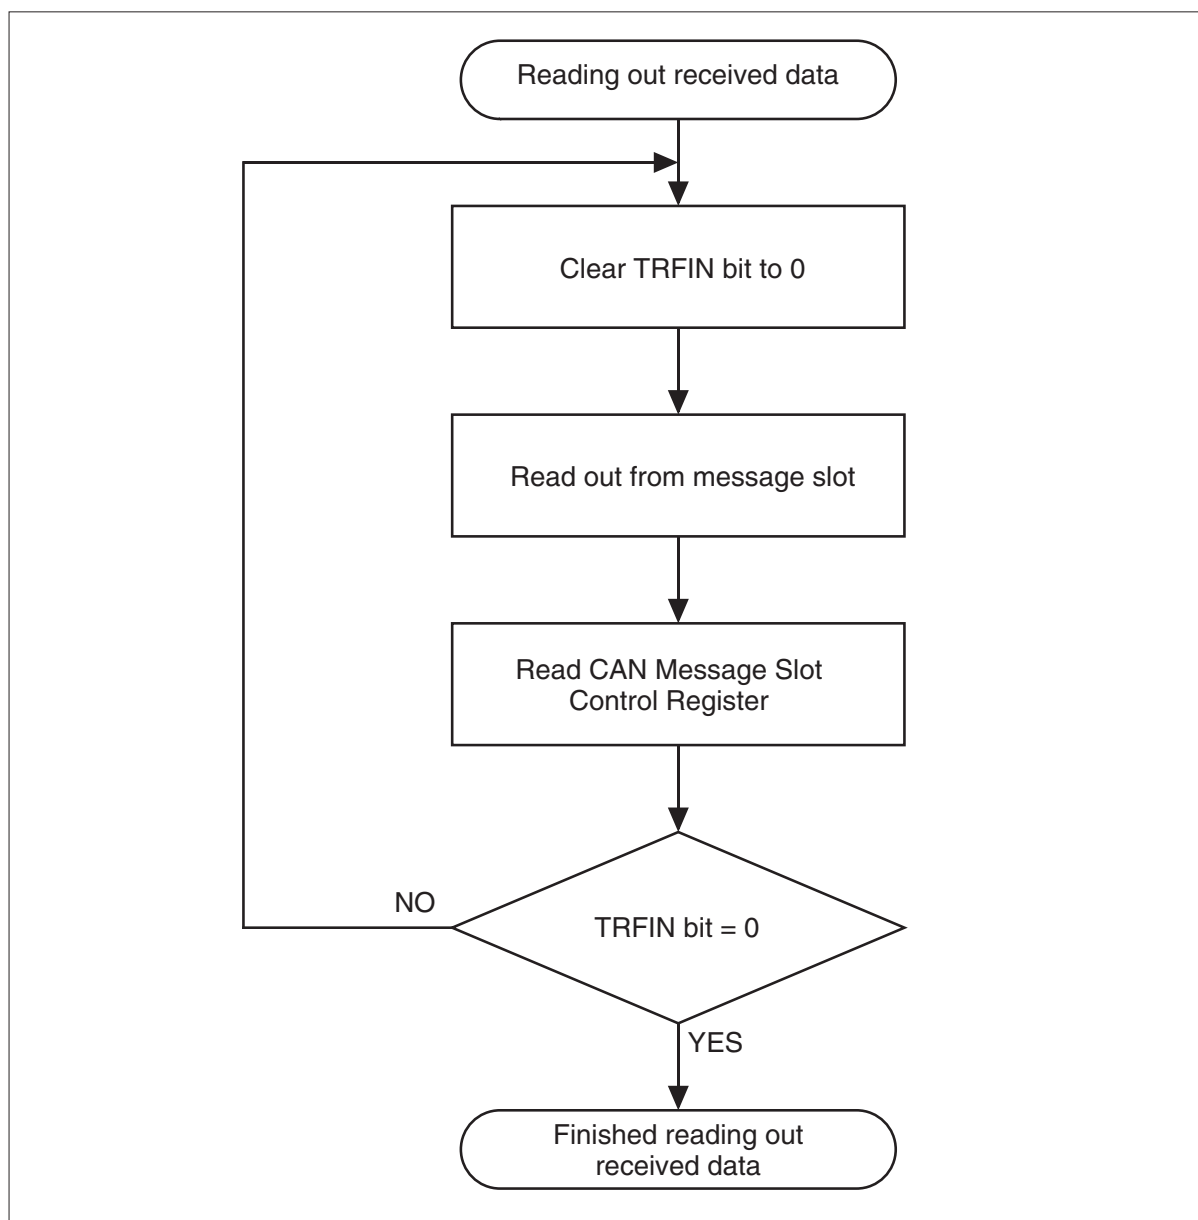 Reading out received data
Clear TRFIN bit to 0
Read out from message slot
Read CAN Message Slot
Control Register
NO
TRFIN bit = 0
YES
Finished reading out
received data